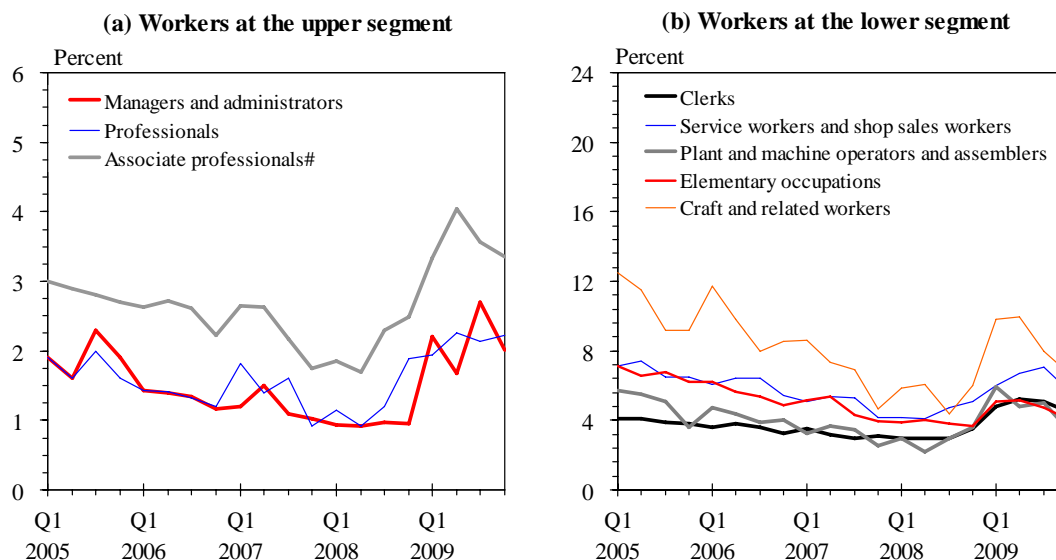 (a) Workers at the upper segment
Percent
6
5
4
3
2
1
0
Managers and administrators
Professionals
Associate professionals#
Q1 Q1 Q1 Q1 Q1
2005 2006 2007 2008 2009
(b) Workers at the lower segment
Percent
24
20
16
12
8
4
0
Clerks
Service workers and shop sales workers
Plant and machine operators and assemblers
Elementary occupations
Craft and related workers
Q1 Q1 Q1 Q1 Q1
2005 2006 2007 2008 2009